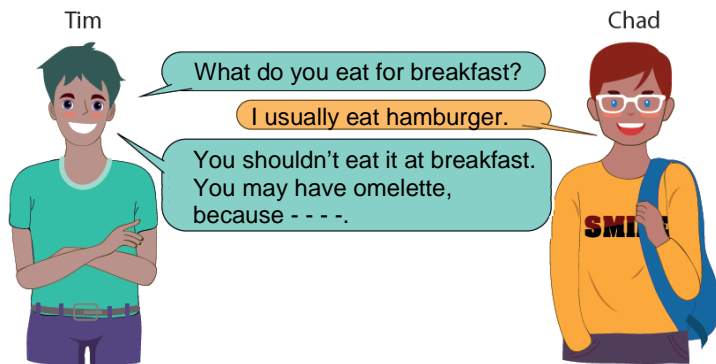 Tim
Chad
What do you eat for breakfast?
I usually eat hamburger.
You shouldn’t eat it at breakfast.
You may have omelette,
because - - - -.
SMILE